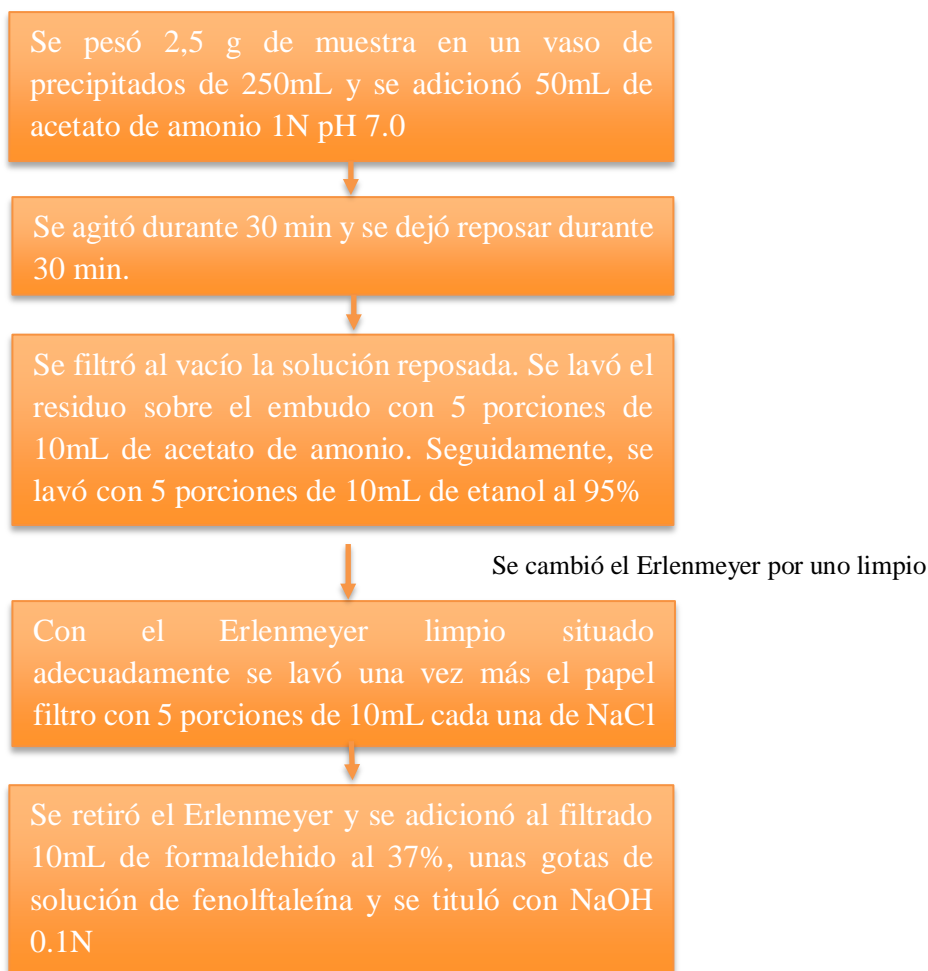 Se pesó 2,5 g de muestra en un vaso de
precipitados de 250mL y se adicionó 50mL de
acetato de amonio 1N pH 7.0
Se agitó durante 30 min y se dejó reposar durante
30 min.
Se filtró al vacío la solución reposada. Se lavó el
residuo sobre el embudo con 5 porciones de
10mL de acetato de amonio. Seguidamente, se
lavó con 5 porciones de 10mL de etanol al 95%
Se cambió el Erlenmeyer por uno limpio
Con el Erlenmeyer limpio situado
adecuadamente se lavó una vez más el papel
filtro con 5 porciones de 10mL cada una de NaCl
Se retiró el Erlenmeyer y se adicionó al filtrado
10mL de formaldehido al 37%, unas gotas de
solución de fenolftaleína y se tituló con NaOH
0.1N